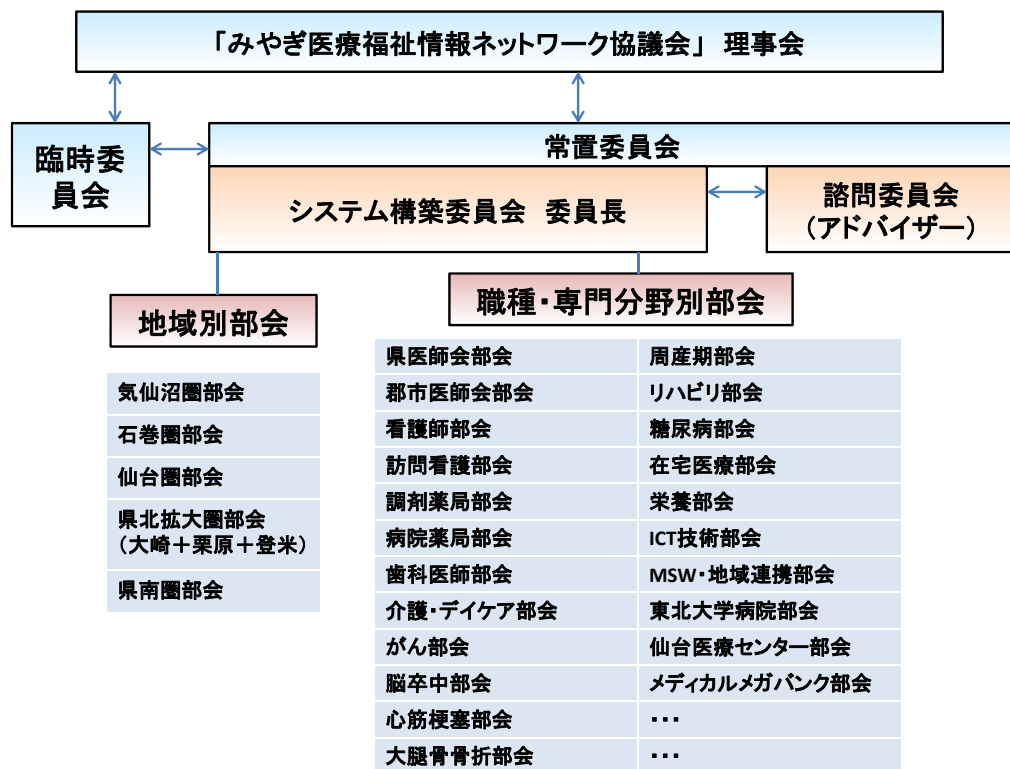 「みやぎ医療福祉情報ネットワーク協議会」 理事会
臨時委
員会
常置委員会
システム構築委員会 委員長
諮問委員会
（アドバイザー）
地域別部会
気仙沼圏部会
石巻圏部会
仙台圏部会
県北拡大圏部会
（大崎＋栗原＋登米）
県南圏部会
職種・専門分野別部会
県医師会部会
郡市医師会部会
看護師部会
訪問看護部会
調剤薬局部会
病院薬局部会
歯科医師部会
介護・デイケア部会
がん部会
脳卒中部会
心筋梗塞部会
大腿骨骨折部会
周産期部会
リハビリ部会
糖尿病部会
在宅医療部会
栄養部会
ICT技術部会
MSW・地域連携部会
東北大学病院部会
仙台医療センター部会
メディカルメガバンク部会
・・・
・・・